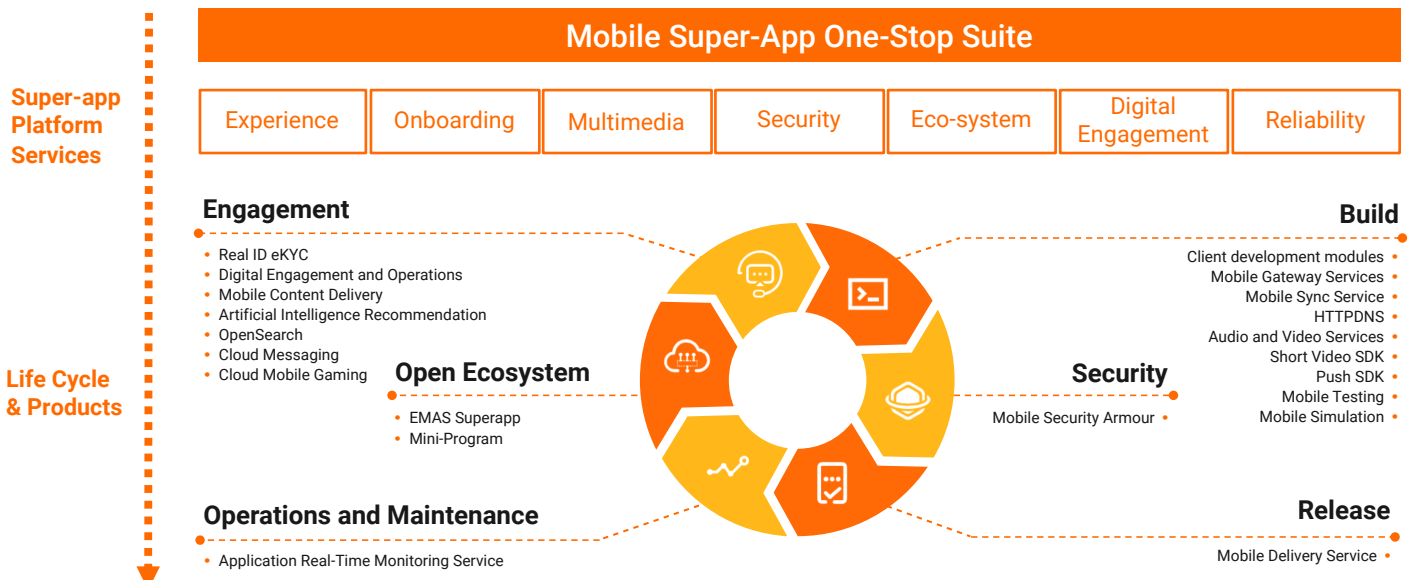 Mobile Super-App One-Stop Suite
Super-app
Platform
Services
Experience
Onboarding
Multimedia
Security
Eco-system
Digital
Engagement
Reliability
Life Cycle
& Products
Engagement
• Real ID eKYC
• Digital Engagement and Operations
• Mobile Content Delivery
• Artificial Intelligence Recommendation
• OpenSearch
• Cloud Messaging
• Cloud Mobile Gaming
Open Ecosystem
• EMAS Superapp
• Mini-Program
Operations and Maintenance
• Application Real-Time Monitoring Service
Build
Client development modules •
Mobile Gateway Services •
Mobile Sync Service •
HTTPDNS •
Audio and Video Services •
Short Video SDK •
Push SDK •
Mobile Testing •
Mobile Simulation •
Security
Mobile Security Armour •
Release
Mobile Delivery Service •